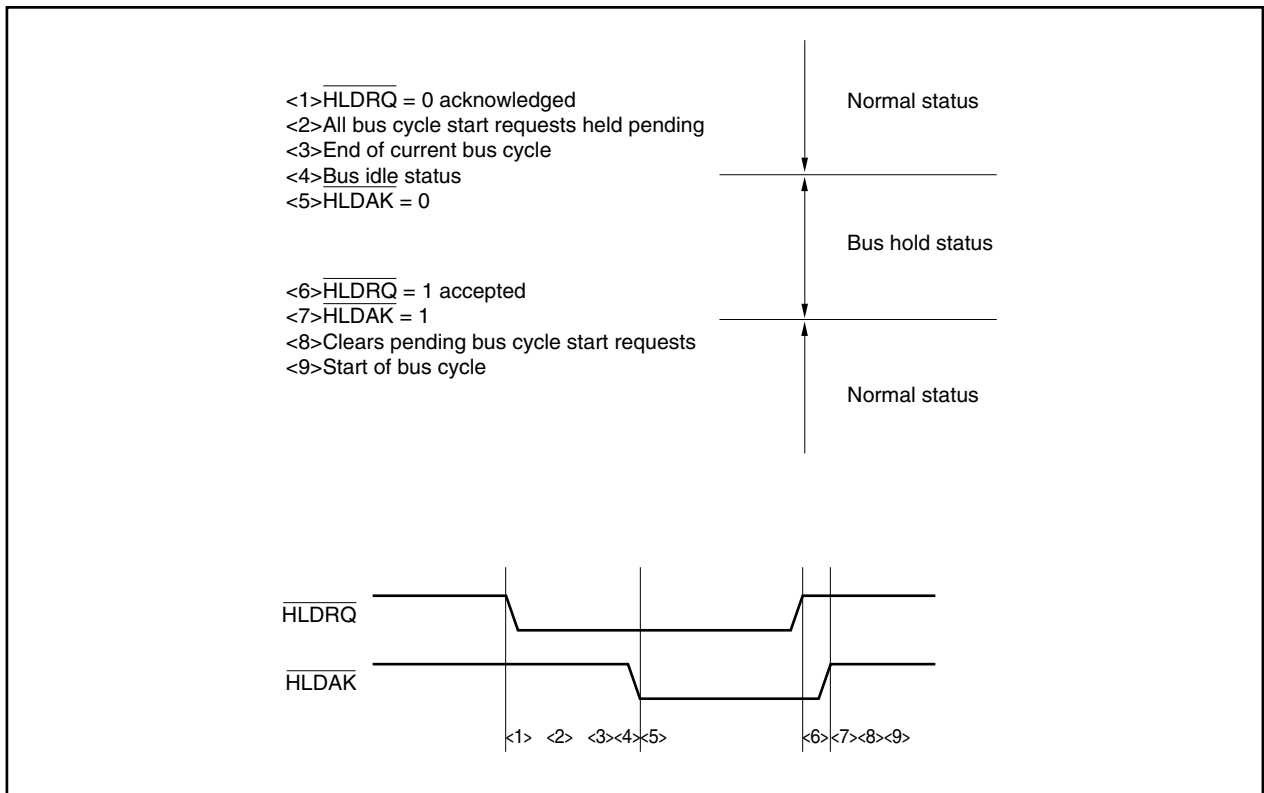 <1>HLDRQ = 0 acknowledged
<2>All bus cycle start requests held pending
<3>End of current bus cycle
<4>Bus idle status
<5>HLDAK = 0
Normal status
Bus hold status
<6>HLDRQ = 1 accepted
<7>HLDAK = 1
<8>Clears pending bus cycle start requests
<9>Start of bus cycle
Normal status
HLDRQ
HLDAK
<1> <2> <3><4><5> <6><7><8><9>